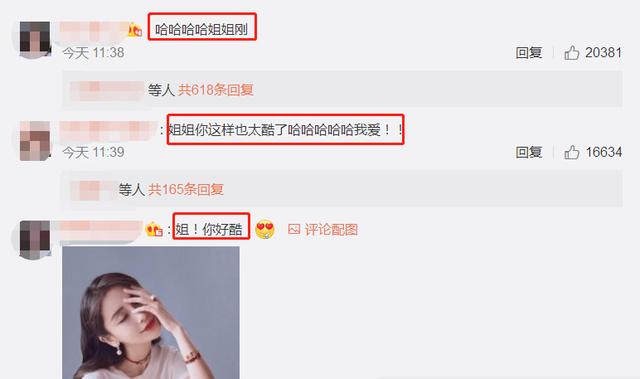 哈哈哈哈姐姐刚
今天 11:38 回复 20381
等人 共618条回复
: 姐姐你这样也太酷了哈哈哈哈哈我爱！！
今天 11:39 回复 16634
等人 共165条回复
: 姐！你好酷 评论配图